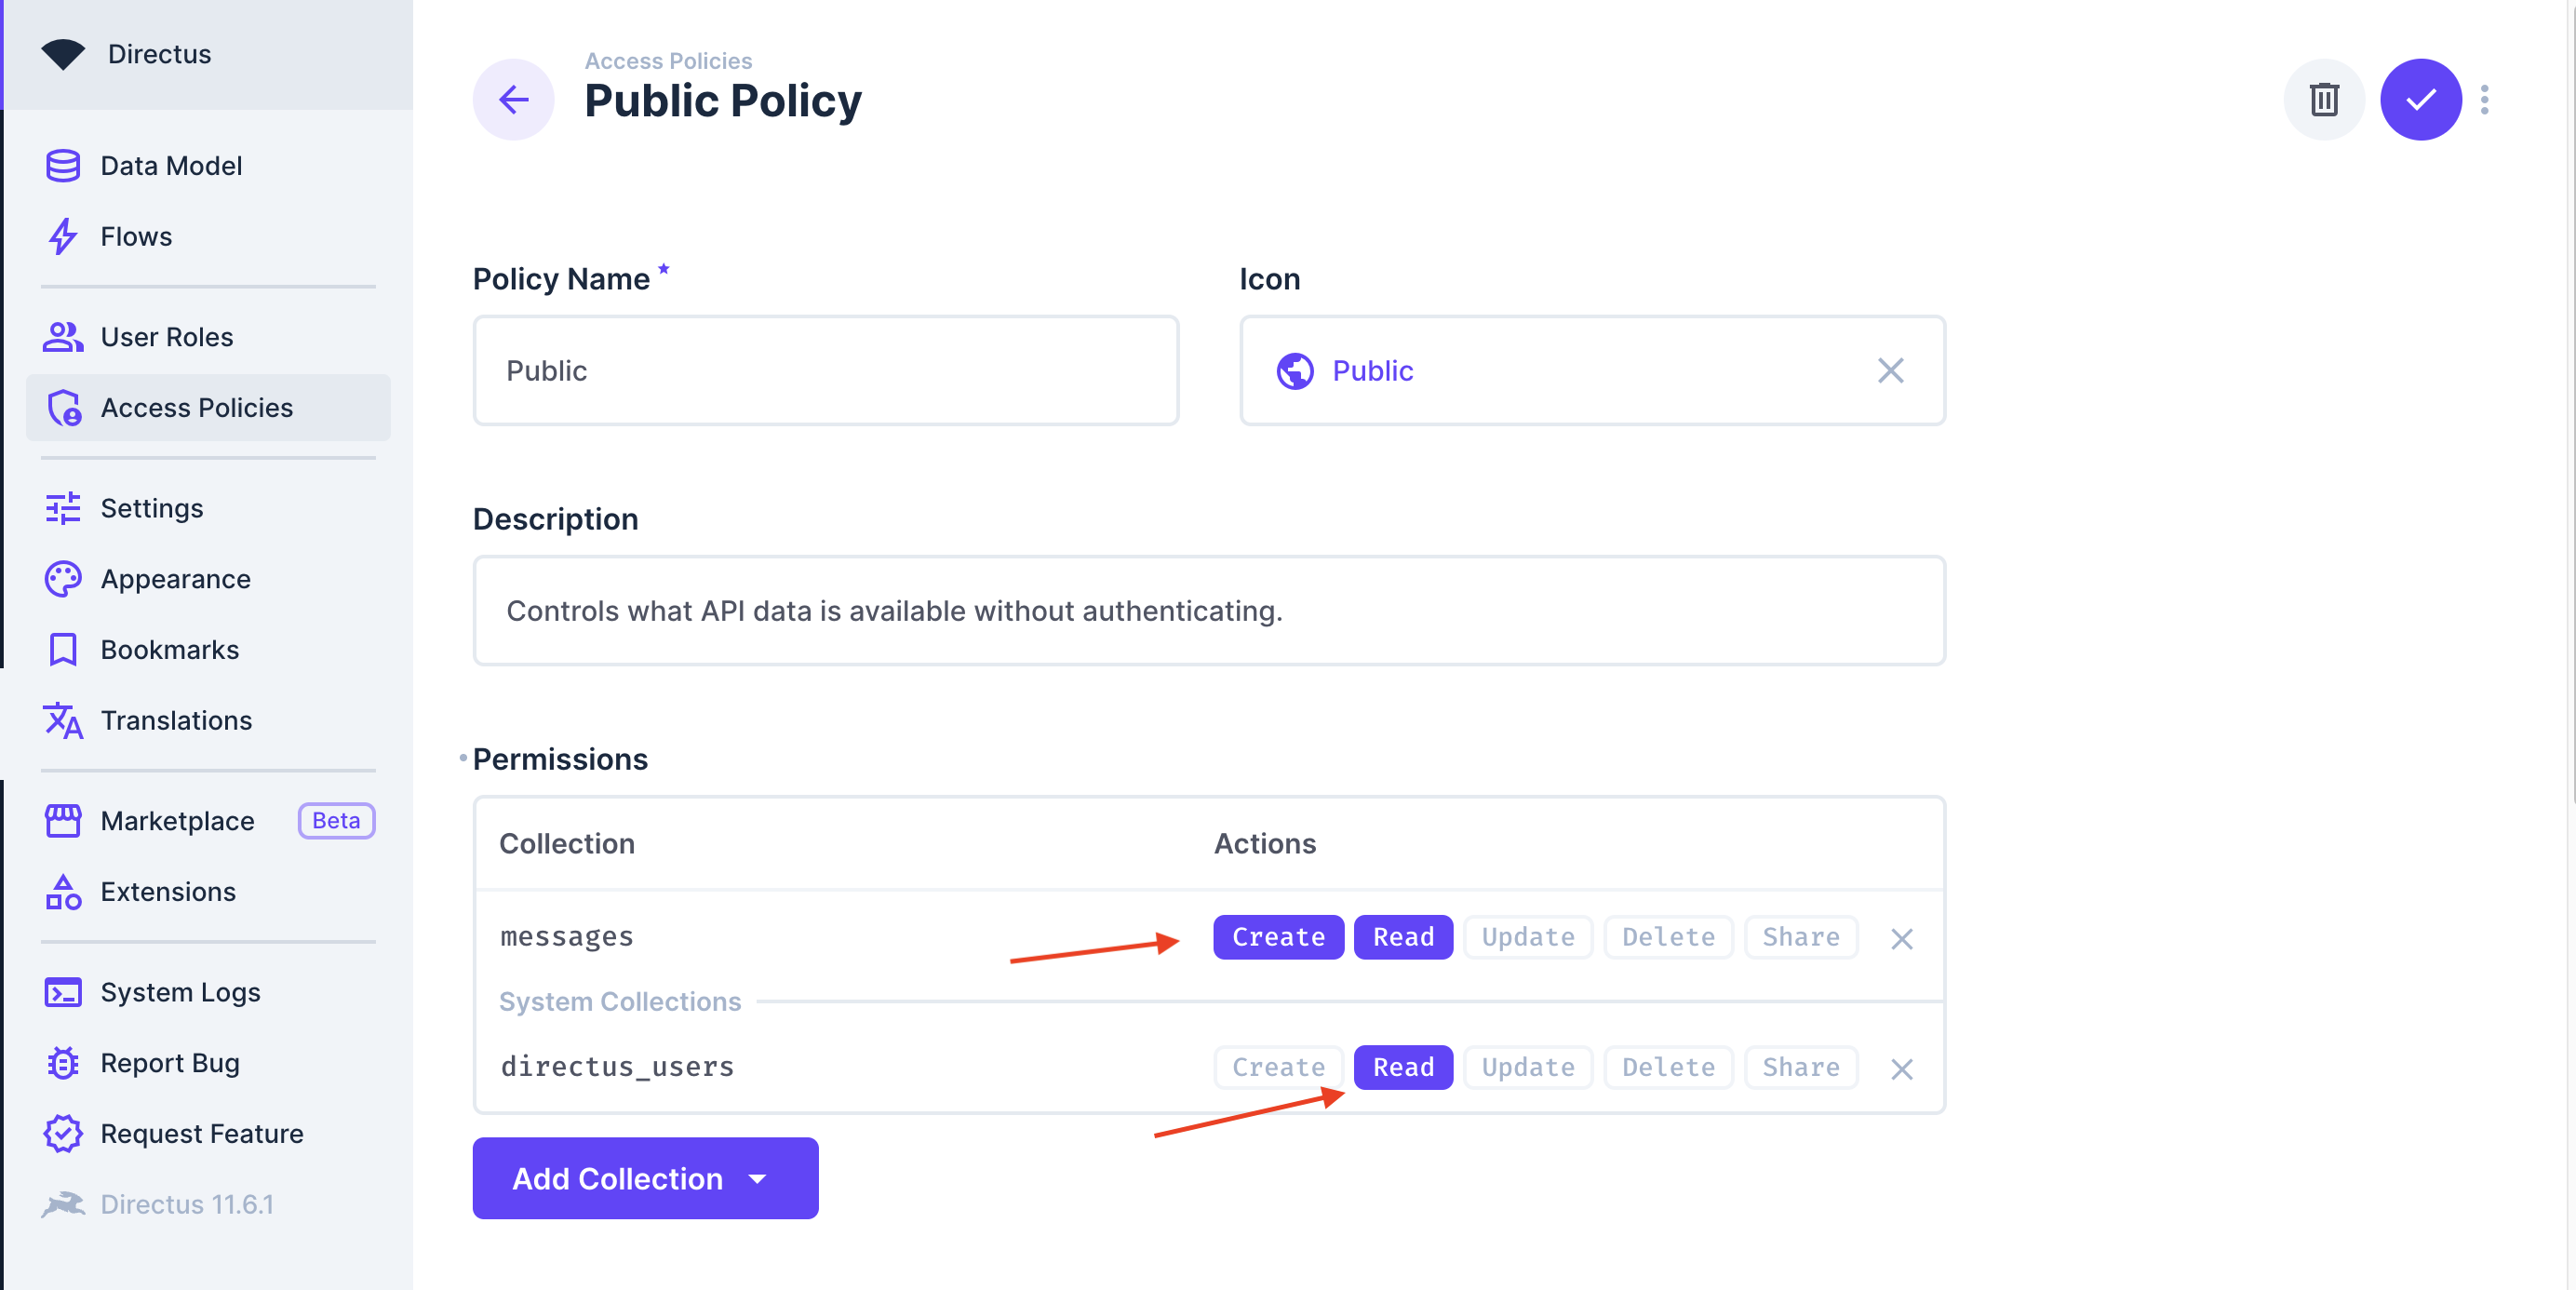 Directus
Data Model
Flows
User Roles
Access Policies
Settings
Appearance
Bookmarks
Translations
Marketplace Beta
Extensions
System Logs
Report Bug
Request Feature
Directus 11.6.1
Access Policies
Public Policy
Policy Name *
Icon
Public
Public
Description
Controls what API data is available without authenticating.
Permissions
Collection Actions
messages Create Read Update Delete Share
System Collections
directus_users Create Read Update Delete Share
Add Collection